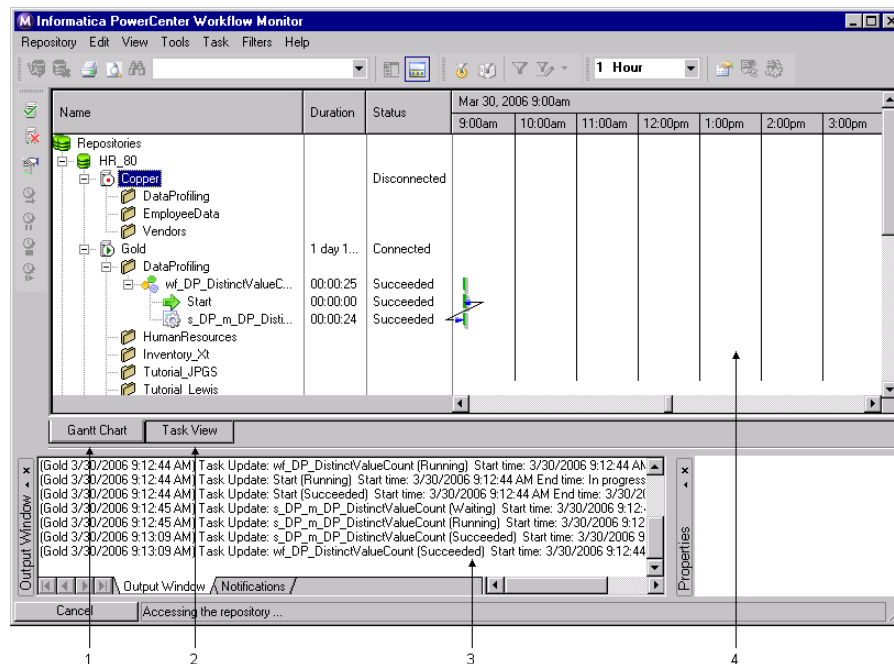 Informatica PowerCenter Workflow Monitor
Repository Edit View Tools Task Filters Help
1 Hour
Name Duration Status Mar 30, 2006 9:00am
9:00am 10:00am 11:00am 12:00pm 1:00pm 2:00pm 3:00pm
Repositories
HR_80
Copper Disconnected
DataProfiling
EmployeeData
Vendors
Gold 1 day 1... Connected
DataProfiling
wf_DP_DistinctValueC... 00:00:25 Succeeded
Start 00:00:00 Succeeded
s_DP_m_DP_Disti... 00:00:24 Succeeded
HumanResources
Inventory_Xt
Tutorial_JPGS
Tutorial_Lewis
Gantt Chart Task View
(Gold 3/30/2006 9:12:44 AM) Task Update: wf_DP_DistinctValueCount (Running) Start time: 3/30/2006 9:12:44 AM
(Gold 3/30/2006 9:12:44 AM) Task Update: Start (Running) Start time: 3/30/2006 9:12:44 AM End time: In progress
(Gold 3/30/2006 9:12:44 AM) Task Update: Start (Succeeded) Start time: 3/30/2006 9:12:44 AM End time: 3/30/20
(Gold 3/30/2006 9:12:45 AM) Task Update: s_DP_m_DP_DistinctValueCount (Waiting) Start time: 3/30/2006 9:12:
(Gold 3/30/2006 9:12:45 AM) Task Update: s_DP_m_DP_DistinctValueCount (Running) Start time: 3/30/2006 9:12
(Gold 3/30/2006 9:13:09 AM) Task Update: s_DP_m_DP_DistinctValueCount (Succeeded) Start time: 3/30/2006 9
(Gold 3/30/2006 9:13:09 AM) Task Update: wf_DP_DistinctValueCount (Succeeded) Start time: 3/30/2006 9:12:44
Output Window
Properties
Output Window Notifications
Cancel Accessing the repository ...
1 2 3 4